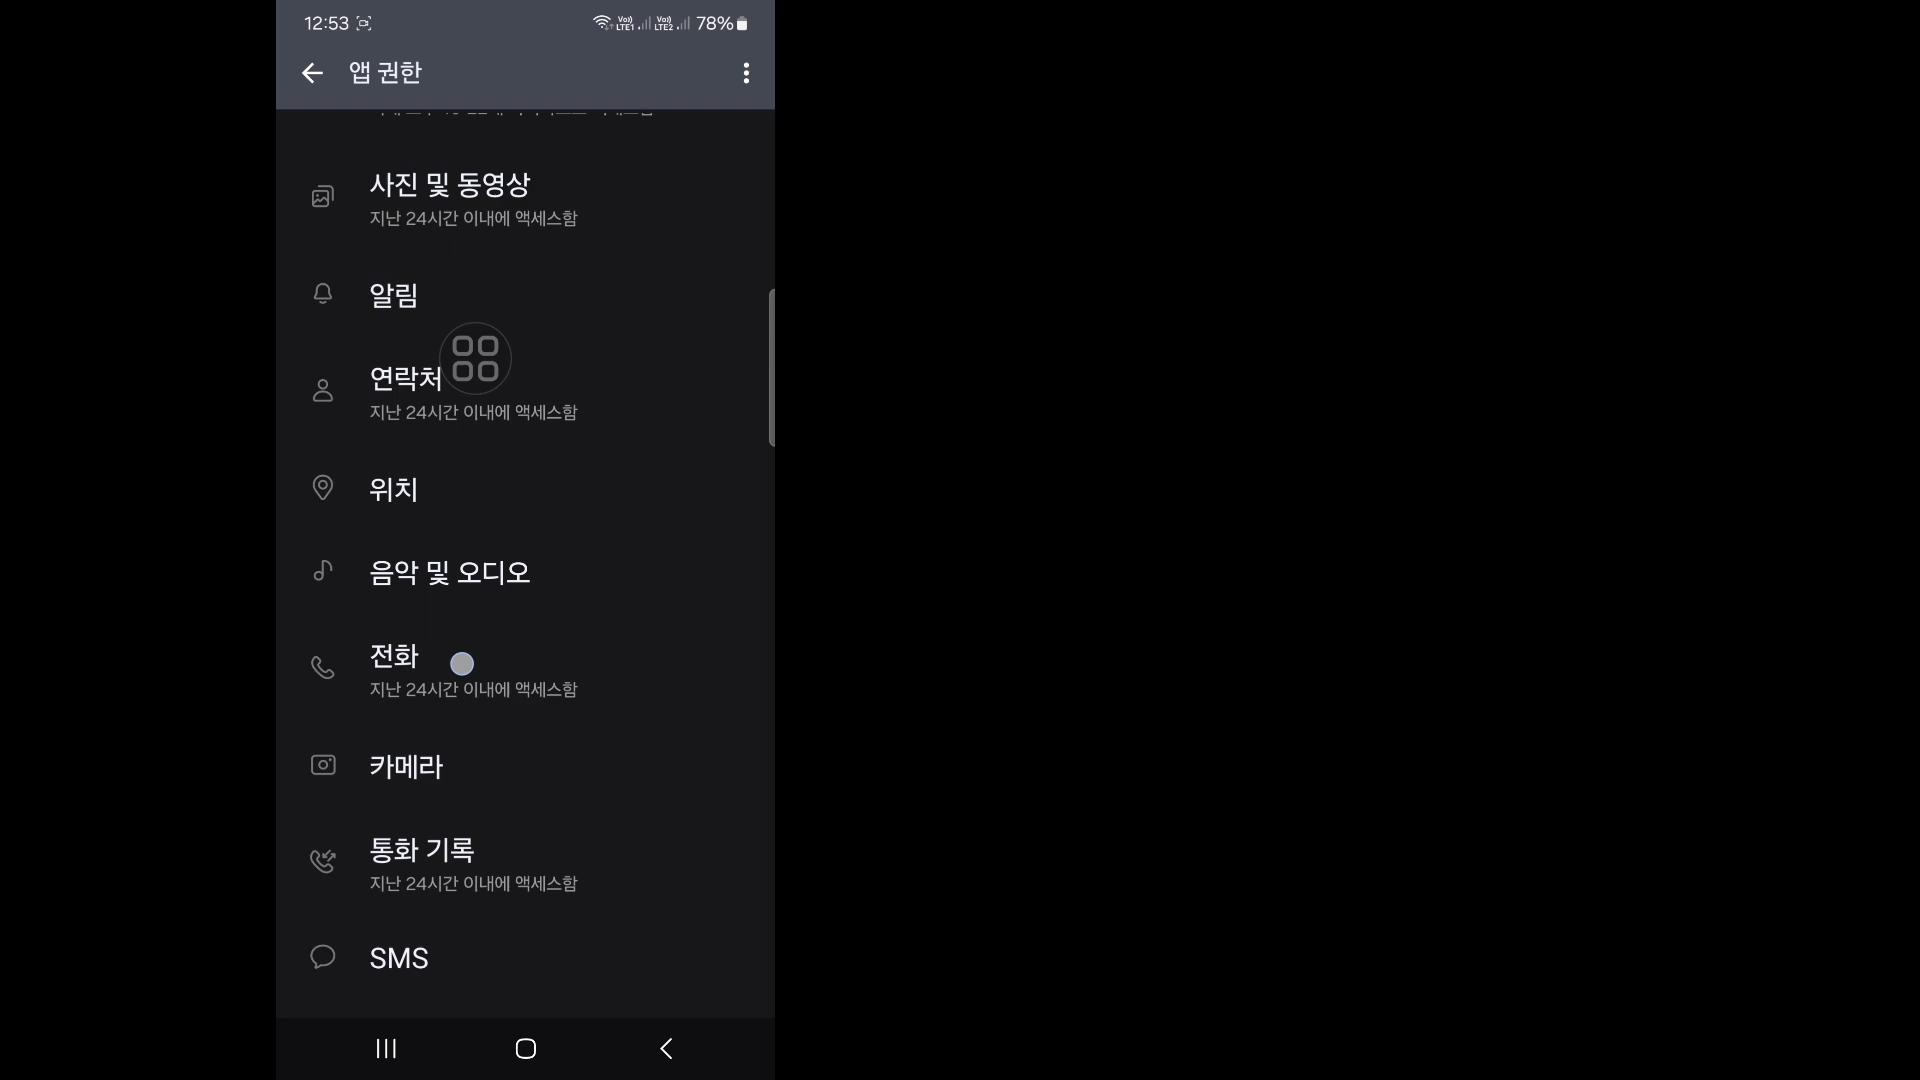 12:53
Vo)) LTE1 Vo)) LTE2 78%
앱 권한
사진 및 동영상
지난 24시간 이내에 액세스함
알림
연락처
지난 24시간 이내에 액세스함
위치
음악 및 오디오
전화
지난 24시간 이내에 액세스함
카메라
통화 기록
지난 24시간 이내에 액세스함
SMS